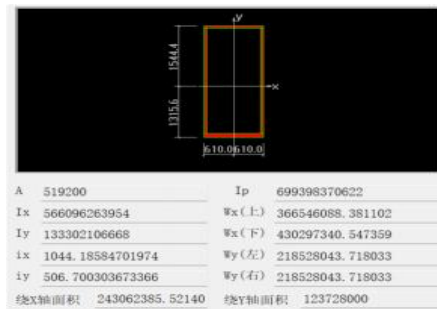 y
1544.4
x
1315.6
610.0610.0
A 519200 Ip 699398370622
Ix 566096263954 Wx(上) 366546088.381102
Iy 133302106668 Wx(下) 430297340.547359
ix 1044.18584701974 Wy(左) 218528043.718033
iy 506.700303673366 Wy(右) 218528043.718033
绕X轴面积 243062385.52140 绕Y轴面积 123728000